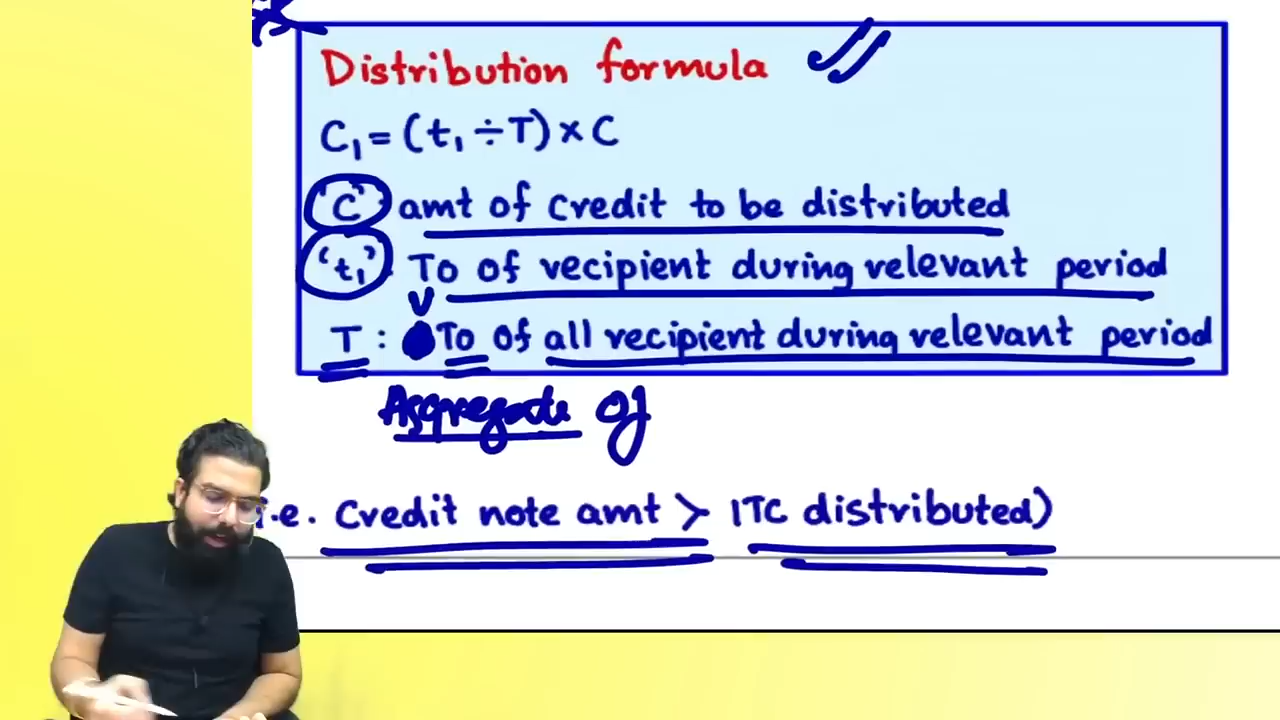 Distribution formula
C₁ = (t₁ ÷ T) × C
'C' amt of credit to be distributed
't₁' To of recipient during relevant period
T : To of all recipient during relevant period
Aggregate of
i.e. Credit note amt > ITC distributed)